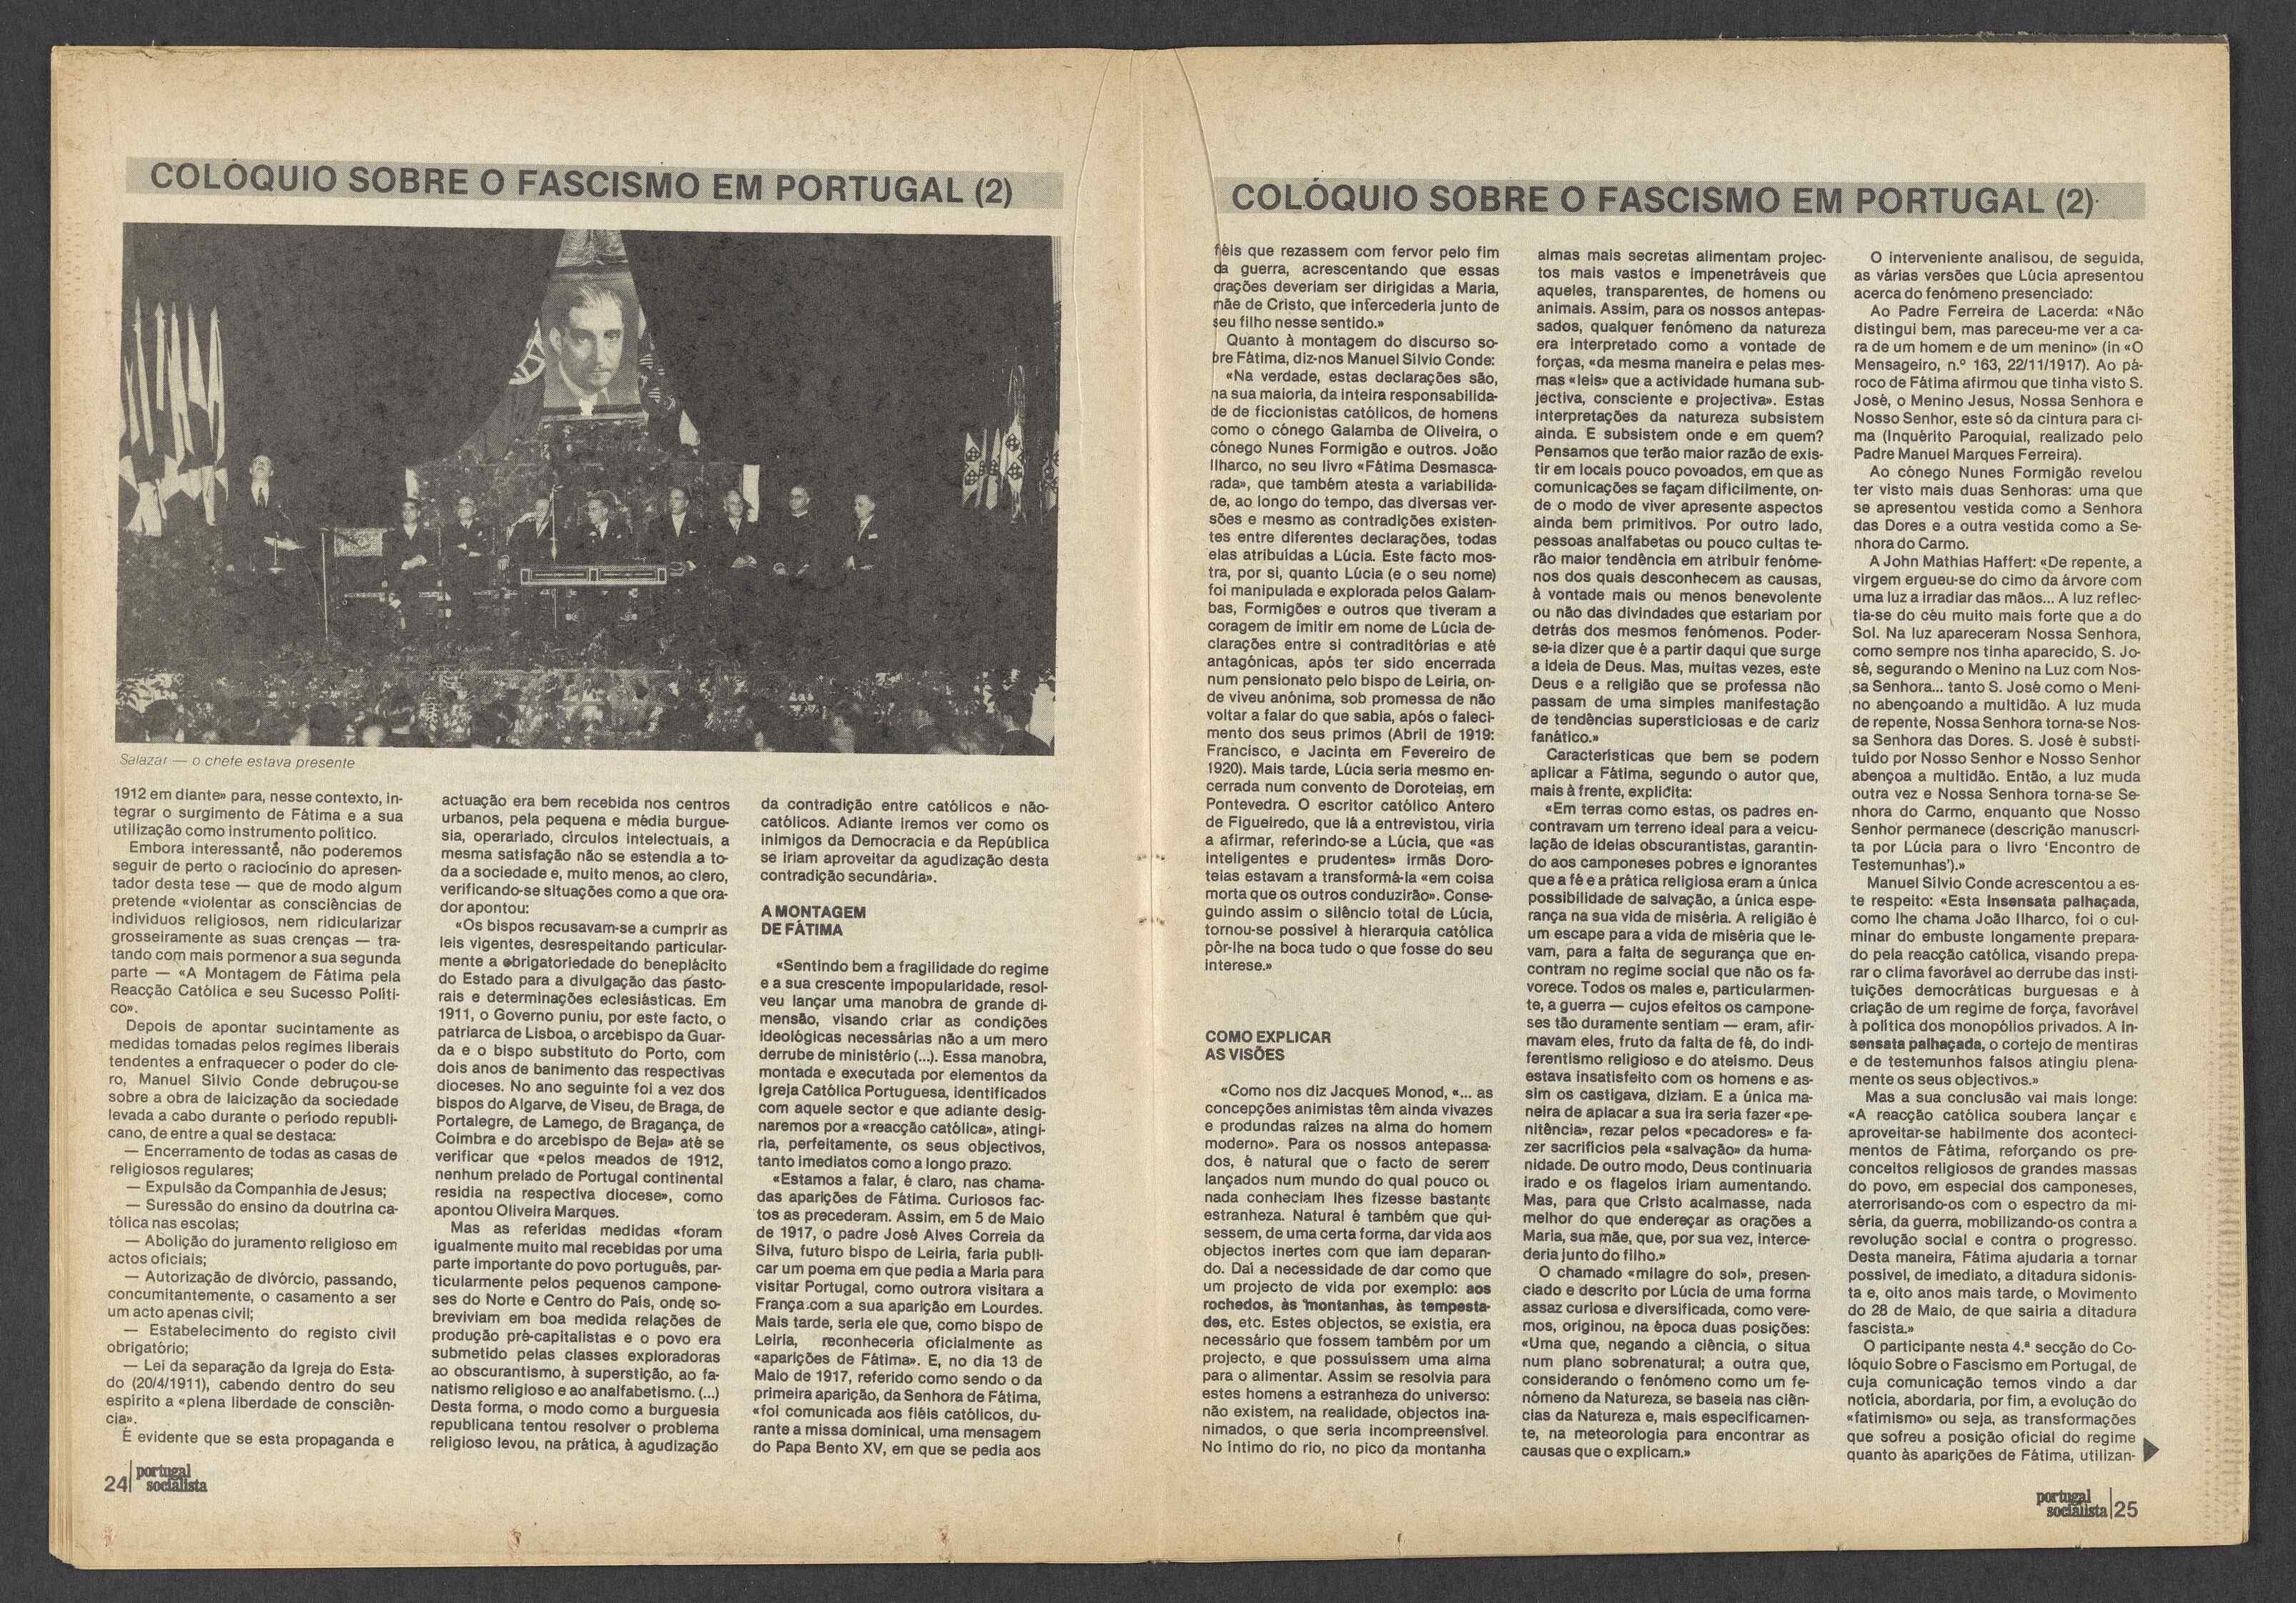 COLÓQUIO SOBRE O FASCISMO EM PORTUGAL (2)
Salazar — o chefe estava presente
1912 em diante» para, nesse contexto, in-
tegrar o surgimento de Fátima e a sua
utilização como instrumento político.
Embora interessante, não poderemos
seguir de perto o raciocínio do apresen-
tador desta tese — que de modo algum
pretende «violentar as consciências de
indivíduos religiosos, nem ridicularizar
grosseiramente as suas crenças — tra-
tando com mais pormenor a sua segunda
parte — «A Montagem de Fátima pela
Reacção Católica e seu Sucesso Políti-
co».
Depois de apontar sucintamente as
medidas tomadas pelos regimes liberais
tendentes a enfraquecer o poder do cle-
ro, Manuel Sílvio Conde debruçou-se
sobre a obra de laicização da sociedade
levada a cabo durante o período republi-
cano, de entre a qual se destaca:
— Encerramento de todas as casas de
religiosos regulares;
— Expulsão da Companhia de Jesus;
— Suressão do ensino da doutrina ca-
tólica nas escolas;
— Abolição do juramento religioso em
actos oficiais;
— Autorização de divórcio, passando,
concumitantemente, o casamento a ser
um acto apenas civil;
— Estabelecimento do registo civil
obrigatório;
— Lei da separação da Igreja do Esta-
do (20/4/1911), cabendo dentro do seu
espírito a «plena liberdade de consciên-
cia».
É evidente que se esta propaganda e
actuação era bem recebida nos centros
urbanos, pela pequena e média burgue-
sia, operariado, círculos intelectuais, a
mesma satisfação não se estendia a to-
da a sociedade e, muito menos, ao clero,
verificando-se situações como a que ora-
dor apontou:
«Os bispos recusavam-se a cumprir as
leis vigentes, desrespeitando particular-
mente a obrigatoriedade do beneplácito
do Estado para a divulgação das pasto-
rais e determinações eclesiásticas. Em
1911, o Governo puniu, por este facto, o
patriarca de Lisboa, o arcebispo da Guar-
da e o bispo substituto do Porto, com
dois anos de banimento das respectivas
dioceses. No ano seguinte foi a vez dos
bispos do Algarve, de Viseu, de Braga, de
Portalegre, de Lamego, de Bragança, de
Coimbra e do arcebispo de Beja» até se
verificar que «pelos meados de 1912,
nenhum prelado de Portugal continental
residia na respectiva diocese», como
apontou Oliveira Marques.
Mas as referidas medidas «foram
igualmente muito mal recebidas por uma
parte importante do povo português, par-
ticularmente pelos pequenos campone-
ses do Norte e Centro do País, onde so-
breviviam em boa medida relações de
produção pré-capitalistas e o povo era
submetido pelas classes exploradoras
ao obscurantismo, à superstição, ao fa-
natismo religioso e ao analfabetismo. (...)
Desta forma, o modo como a burguesia
republicana tentou resolver o problema
religioso levou, na prática, à agudização
da contradição entre católicos e não-
católicos. Adiante iremos ver como os
inimigos da Democracia e da República
se iriam aproveitar da agudização desta
contradição secundária».
A MONTAGEM
DE FÁTIMA
«Sentindo bem a fragilidade do regime
e a sua crescente impopularidade, resol-
veu lançar uma manobra de grande di-
mensão, visando criar as condições
ideológicas necessárias não a um mero
derrube de ministério (...). Essa manobra,
montada e executada por elementos da
Igreja Católica Portuguesa, identificados
com aquele sector e que adiante desig-
naremos por a «reacção católica», atingi-
ria, perfeitamente, os seus objectivos,
tanto imediatos como a longo prazo.
«Estamos a falar, é claro, nas chama-
das aparições de Fátima. Curiosos fac-
tos as precederam. Assim, em 5 de Maio
de 1917, o padre José Alves Correia da
Silva, futuro bispo de Leiria, faria publi-
car um poema em que pedia a Maria para
visitar Portugal, como outrora visitara a
França.com a sua aparição em Lourdes.
Mais tarde, seria ele que, como bispo de
Leiria, reconheceria oficialmente as
«aparições de Fátima». E, no dia 13 de
Maio de 1917, referido como sendo o da
primeira aparição, da Senhora de Fátima,
«foi comunicada aos fiéis católicos, du-
rante a missa dominical, uma mensagem
do Papa Bento XV, em que se pedia aos
24 portugal
socialista
COLÓQUIO SOBRE O FASCISMO EM PORTUGAL (2)
fiéis que rezassem com fervor pelo fim
da guerra, acrescentando que essas
orações deveriam ser dirigidas a Maria,
mãe de Cristo, que intercederia junto de
seu filho nesse sentido.»
Quanto à montagem do discurso so-
bre Fátima, diz-nos Manuel Sílvio Conde:
«Na verdade, estas declarações são,
na sua maioria, da inteira responsabilida-
de de ficcionistas católicos, de homens
como o cónego Galamba de Oliveira, o
cónego Nunes Formigão e outros. João
Ilharco, no seu livro «Fátima Desmasca-
rada», que também atesta a variabilida-
de, ao longo do tempo, das diversas ver-
sões e mesmo as contradições existen-
tes entre diferentes declarações, todas
elas atribuídas a Lúcia. Este facto mos-
tra, por si, quanto Lúcia (e o seu nome)
foi manipulada e explorada pelos Galam-
bas, Formigões e outros que tiveram a
coragem de imitir em nome de Lúcia de-
clarações entre si contraditórias e até
antagónicas, após ter sido encerrada
num pensionato pelo bispo de Leiria, on-
de viveu anónima, sob promessa de não
voltar a falar do que sabia, após o faleci-
mento dos seus primos (Abril de 1919:
Francisco, e Jacinta em Fevereiro de
1920). Mais tarde, Lúcia seria mesmo en-
cerrada num convento de Doroteias, em
Pontevedra. O escritor católico Antero
de Figueiredo, que lá a entrevistou, viria
a afirmar, referindo-se a Lúcia, que «as
inteligentes e prudentes» irmãs Doro-
teias estavam a transformá-la «em coisa
morta que os outros conduzirão». Conse-
guindo assim o silêncio total de Lúcia,
tornou-se possível à hierarquia católica
pôr-lhe na boca tudo o que fosse do seu
interese.»
COMO EXPLICAR
AS VISÕES
«Como nos diz Jacques Monod, «... as
concepções animistas têm ainda vivazes
e produndas raízes na alma do homem
moderno». Para os nossos antepassa-
dos, é natural que o facto de serem
lançados num mundo do qual pouco ou
nada conheciam lhes fizesse bastante
estranheza. Natural é também que qui-
sessem, de uma certa forma, dar vida aos
objectos inertes com que iam deparan-
do. Daí a necessidade de dar como que
um projecto de vida por exemplo: aos
rochedos, às montanhas, às tempesta-
des, etc. Estes objectos, se existia, era
necessário que fossem também por um
projecto, e que possuíssem uma alma
para o alimentar. Assim se resolvia para
estes homens a estranheza do universo:
não existem, na realidade, objectos ina-
nimados, o que seria incompreensível.
No íntimo do rio, no pico da montanha
almas mais secretas alimentam projec-
tos mais vastos e impenetráveis que
aqueles, transparentes, de homens ou
animais. Assim, para os nossos antepas-
sados, qualquer fenómeno da natureza
era interpretado como a vontade de
forças, «da mesma maneira e pelas mes-
mas «leis» que a actividade humana sub-
jectiva, consciente e projectiva». Estas
interpretações da natureza subsistem
ainda. E subsistem onde e em quem?
Pensamos que terão maior razão de exis-
tir em locais pouco povoados, em que as
comunicações se façam dificilmente, on-
de o modo de viver apresente aspectos
ainda bem primitivos. Por outro lado,
pessoas analfabetas ou pouco cultas te-
rão maior tendência em atribuir fenóme-
nos dos quais desconhecem as causas,
à vontade mais ou menos benevolente
ou não das divindades que estariam por
detrás dos mesmos fenómenos. Poder-
se-ia dizer que é a partir daqui que surge
a ideia de Deus. Mas, muitas vezes, este
Deus e a religião que se professa não
passam de uma simples manifestação
de tendências supersticiosas e de cariz
fanático.»
Características que bem se podem
aplicar a Fátima, segundo o autor que,
mais à frente, explicita:
«Em terras como estas, os padres en-
contravam um terreno ideal para a veicu-
lação de ideias obscurantistas, garantin-
do aos camponeses pobres e ignorantes
que a fé e a prática religiosa eram a única
possibilidade de salvação, a única espe-
rança na sua vida de miséria. A religião é
um escape para a vida de miséria que le-
vam, para a falta de segurança que en-
contram no regime social que não os fa-
vorece. Todos os males e, particularmen-
te, a guerra — cujos efeitos os campone-
ses tão duramente sentiam — eram, afir-
mavam eles, fruto da falta de fé, do indi-
ferentismo religioso e do ateísmo. Deus
estava insatisfeito com os homens e as-
sim os castigava, diziam. E a única ma-
neira de aplacar a sua ira seria fazer «pe-
nitência», rezar pelos «pecadores» e fa-
zer sacrifícios pela «salvação» da huma-
nidade. De outro modo, Deus continuaria
irado e os flagelos iriam aumentando.
Mas, para que Cristo acalmasse, nada
melhor do que endereçar as orações a
Maria, sua mãe, que, por sua vez, interce-
deria junto do filho.»
O chamado «milagre do sol», presen-
ciado e descrito por Lúcia de uma forma
assaz curiosa e diversificada, como vere-
mos, originou, na época duas posições:
«Uma que, negando a ciência, o situa
num plano sobrenatural; a outra que,
considerando o fenómeno como um fe-
nómeno da Natureza, se baseia nas ciên-
cias da Natureza e, mais especificamen-
te, na meteorologia para encontrar as
causas que o explicam.»
O interveniente analisou, de seguida,
as várias versões que Lúcia apresentou
acerca do fenómeno presenciado:
Ao Padre Ferreira de Lacerda: «Não
distingui bem, mas pareceu-me ver a ca-
ra de um homem e de um menino» (in «O
Mensageiro, n.º 163, 22/11/1917). Ao pá-
roco de Fátima afirmou que tinha visto S.
José, o Menino Jesus, Nossa Senhora e
Nosso Senhor, este só da cintura para ci-
ma (Inquérito Paroquial, realizado pelo
Padre Manuel Marques Ferreira).
Ao cónego Nunes Formigão revelou
ter visto mais duas Senhoras: uma que
se apresentou vestida como a Senhora
das Dores e a outra vestida como a Se-
nhora do Carmo.
A John Mathias Haffert: «De repente, a
virgem ergueu-se do cimo da árvore com
uma luz a irradiar das mãos... A luz reflec-
tia-se do céu muito mais forte que a do
Sol. Na luz apareceram Nossa Senhora,
como sempre nos tinha aparecido, S. Jo-
sé, segurando o Menino na Luz com Nos-
sa Senhora... tanto S. José como o Meni-
no abençoando a multidão. A luz muda
de repente, Nossa Senhora torna-se Nos-
sa Senhora das Dores. S. José é substi-
tuído por Nosso Senhor e Nosso Senhor
abençoa a multidão. Então, a luz muda
outra vez e Nossa Senhora torna-se Se-
nhora do Carmo, enquanto que Nosso
Senhor permanece (descrição manuscri-
ta por Lúcia para o livro 'Encontro de
Testemunhas').»
Manuel Sílvio Conde acrescentou a es-
te respeito: «Esta insensata palhaçada,
como lhe chama João Ilharco, foi o cul-
minar do embuste longamente prepara-
do pela reacção católica, visando prepa-
rar o clima favorável ao derrube das insti-
tuições democráticas burguesas e à
criação de um regime de força, favorável
à política dos monopólios privados. A in-
sensata palhaçada, o cortejo de mentiras
e de testemunhos falsos atingiu plena-
mente os seus objectivos.»
Mas a sua conclusão vai mais longe:
«A reacção católica soubera lançar e
aproveitar-se habilmente dos aconteci-
mentos de Fátima, reforçando os pre-
conceitos religiosos de grandes massas
do povo, em especial dos camponeses,
aterrorisando-os com o espectro da mi-
séria, da guerra, mobilizando-os contra a
revolução social e contra o progresso.
Desta maneira, Fátima ajudaria a tornar
possível, de imediato, a ditadura sidonis-
ta e, oito anos mais tarde, o Movimento
do 28 de Maio, de que sairia a ditadura
fascista.»
O participante nesta 4.ª secção do Co-
lóquio Sobre o Fascismo em Portugal, de
cuja comunicação temos vindo a dar
notícia, abordaria, por fim, a evolução do
«fatimismo» ou seja, as transformações
que sofreu a posição oficial do regime
quanto às aparições de Fátima, utilizan-
portugal
socialista 25